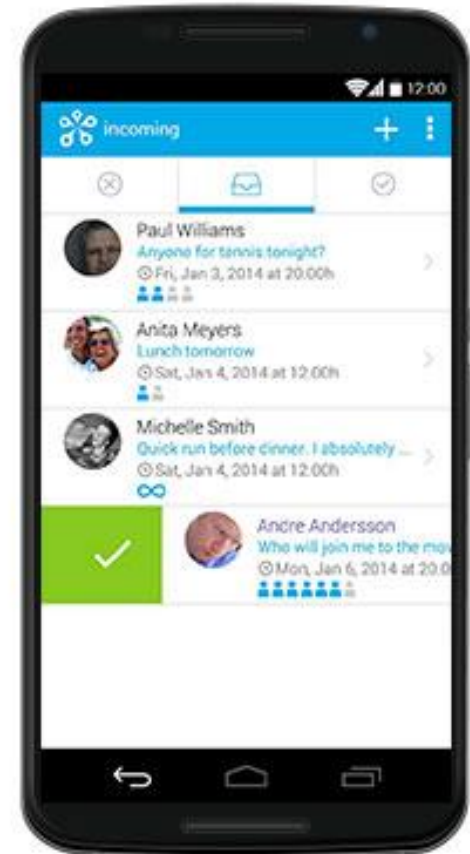 12:00
incoming
Paul Williams
Anyone for tennis tonight?
Fri, Jan 3, 2014 at 20.00h
Anita Meyers
Lunch tomorrow
Sat, Jan 4, 2014 at 12.00h
Michelle Smith
Quick run before dinner. I absolutely ...
Sat, Jan 4, 2014 at 12.00h
Andre Andersson
Who will join me to the mov
Mon, Jan 6, 2014 at 20.0